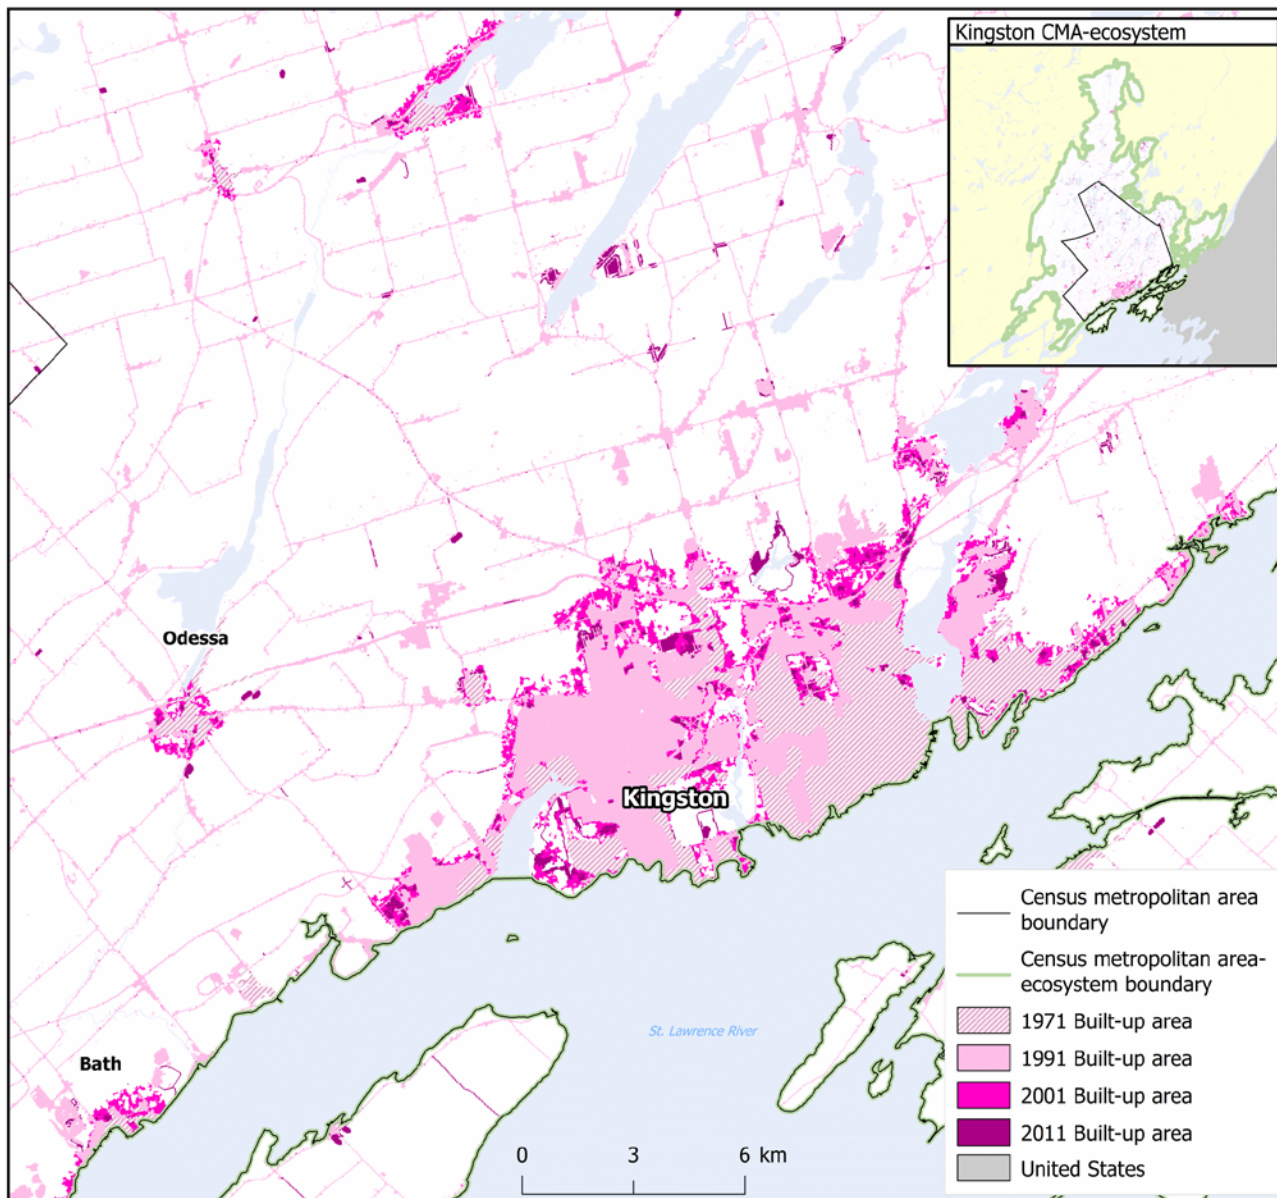 Kingston CMA-ecosystem
Odessa
Kingston
Census metropolitan area
boundary
Census metropolitan area-
ecosystem boundary
1971 Built-up area
1991 Built-up area
2001 Built-up area
2011 Built-up area
United States
St. Lawrence River
Bath
0 3 6 km